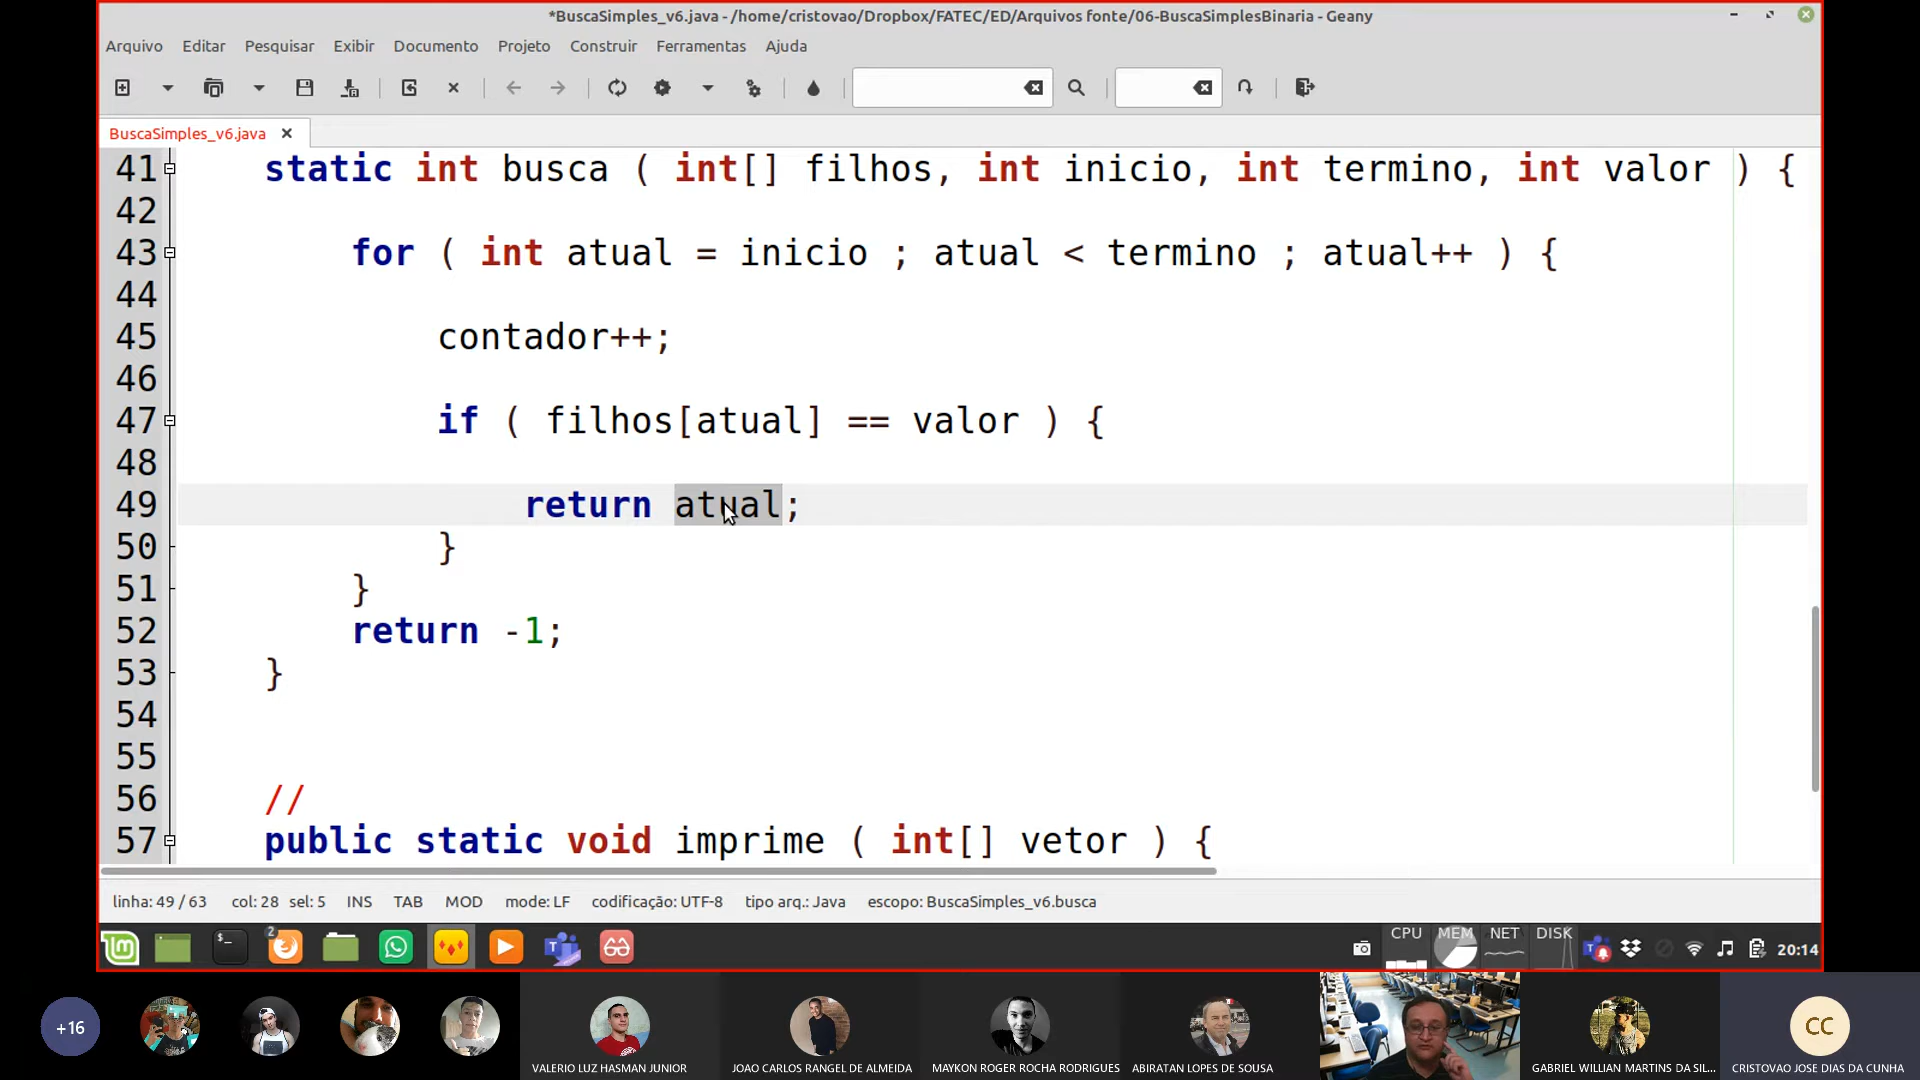 *BuscaSimples_v6.java - /home/cristovao/Dropbox/FATEC/ED/Arquivos fonte/06-BuscaSimplesBinaria - Geany
Arquivo Editar Pesquisar Exibir Documento Projeto Construir Ferramentas Ajuda
BuscaSimples_v6.java
41 static int busca ( int[] filhos, int inicio, int termino, int valor ) {
42
43 for ( int atual = inicio ; atual < termino ; atual++ ) {
44
45 contador++;
46
47 if ( filhos[atual] == valor ) {
48
49 return atual;
50 }
51 }
52 return -1;
53 }
54
55
56 //
57 public static void imprime ( int[] vetor ) {
linha: 49 / 63 col: 28 sel: 5 INS TAB MOD mode: LF codificação: UTF-8 tipo arq.: Java escopo: BuscaSimples_v6.busca
2 CPU MEM NET DISK 20:14
+16 CC
VALERIO LUZ HASMAN JUNIOR JOAO CARLOS RANGEL DE ALMEIDA MAYKON ROGER ROCHA RODRIGUES ABIRATAN LOPES DE SOUSA GABRIEL WILLIAN MARTINS DA SIL... CRISTOVAO JOSE DIAS DA CUNHA